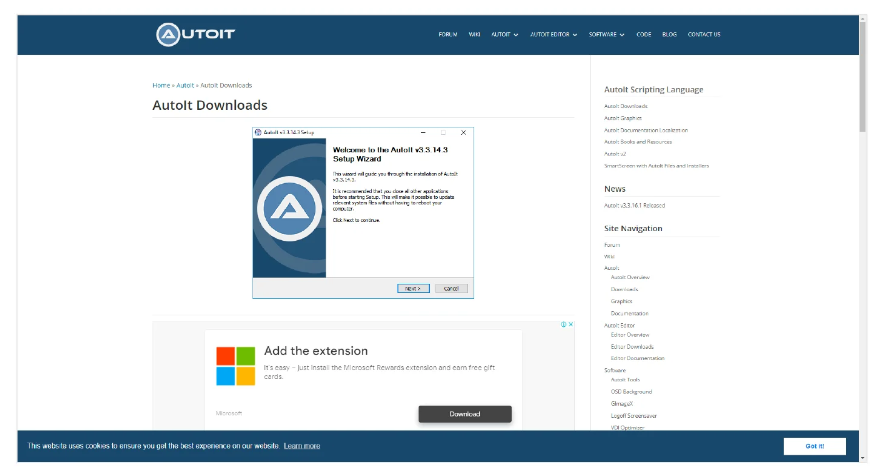 AUTOIT
FORUM WIKI AUTOIT AUTOIT EDITOR SOFTWARE CODE BLOG CONTACT US
Home » AutoIt » AutoIt Downloads
AutoIt Downloads
AutoIt v3.3.14.3 Setup
Welcome to the AutoIt v3.3.14.3
Setup Wizard
This wizard will guide you through the installation of AutoIt
v3.3.14.3.
It is recommended that you close all other applications
before starting Setup. This will make it possible to update
relevant system files without having to reboot your
computer.
Click Next to continue.
Next >
Cancel
Add the extension
It's easy – just install the Microsoft Rewards extension and earn free gift
cards.
Microsoft
Download
AutoIt Scripting Language
AutoIt Downloads
AutoIt Graphics
AutoIt Documentation Localization
AutoIt Books and Resources
AutoIt v2
SmartScreen with AutoIt Files and Installers
News
AutoIt v3.3.16.1 Released
Site Navigation
Forum
Wiki
AutoIt
AutoIt Overview
Downloads
Graphics
Documentation
AutoIt Editor
Editor Overview
Editor Downloads
Editor Documentation
Software
AutoIt Tools
OSD Background
GImageX
Logoff Screensaver
VDI Optimizer
This website uses cookies to ensure you get the best experience on our website. Learn more
Got it!